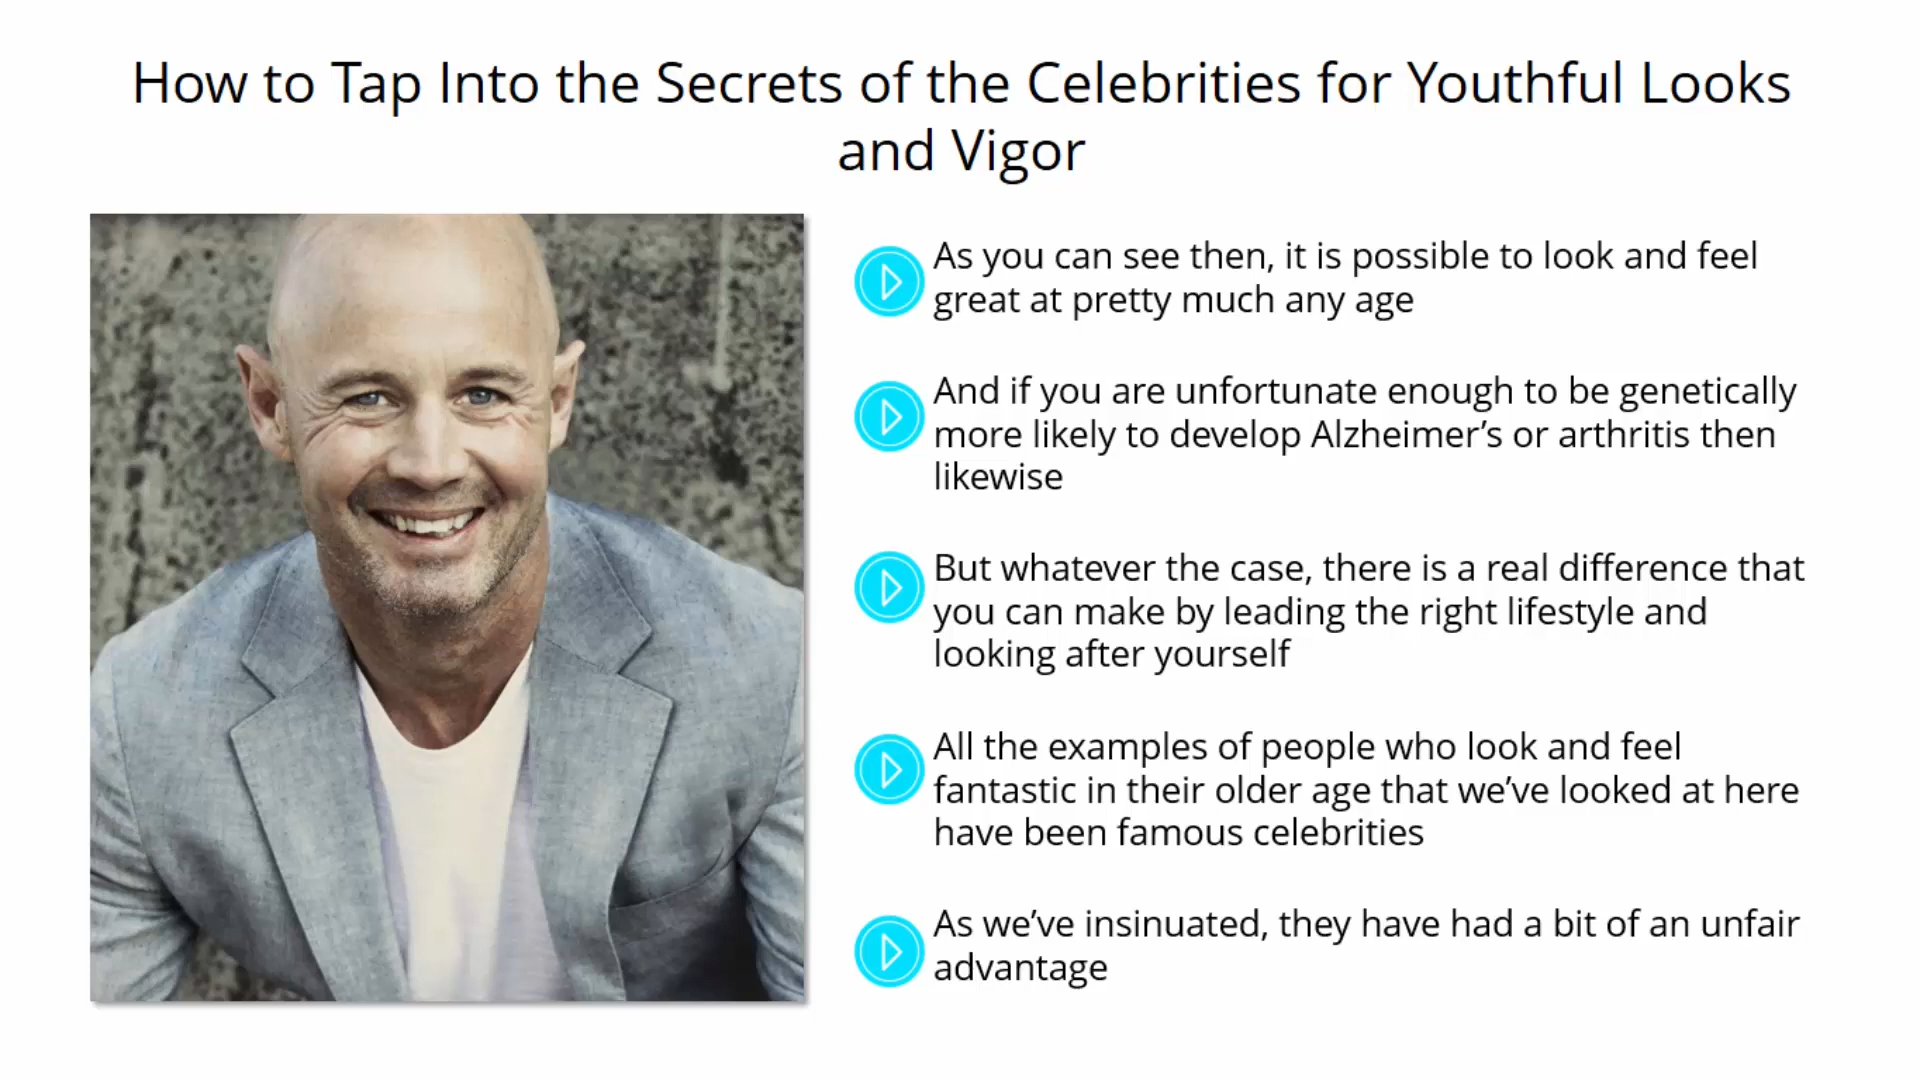 How to Tap Into the Secrets of the Celebrities for Youthful Looks
and Vigor
As you can see then, it is possible to look and feel
great at pretty much any age
And if you are unfortunate enough to be genetically
more likely to develop Alzheimer’s or arthritis then
likewise
But whatever the case, there is a real difference that
you can make by leading the right lifestyle and
looking after yourself
All the examples of people who look and feel
fantastic in their older age that we’ve looked at here
have been famous celebrities
As we’ve insinuated, they have had a bit of an unfair
advantage